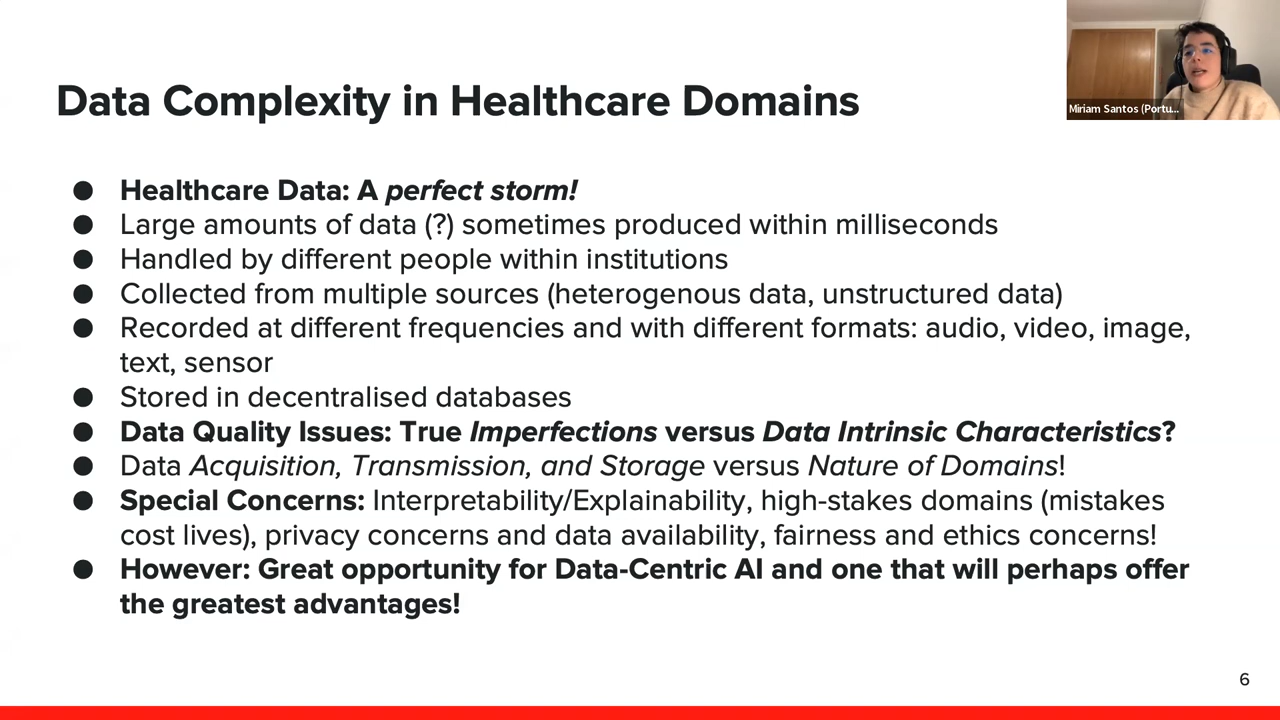 Miriam Santos (Portu...
Data Complexity in Healthcare Domains
● Healthcare Data: A perfect storm!
● Large amounts of data (?) sometimes produced within milliseconds
● Handled by different people within institutions
● Collected from multiple sources (heterogenous data, unstructured data)
● Recorded at different frequencies and with different formats: audio, video, image,
text, sensor
● Stored in decentralised databases
● Data Quality Issues: True Imperfections versus Data Intrinsic Characteristics?
● Data Acquisition, Transmission, and Storage versus Nature of Domains!
● Special Concerns: Interpretability/Explainability, high-stakes domains (mistakes
cost lives), privacy concerns and data availability, fairness and ethics concerns!
● However: Great opportunity for Data-Centric AI and one that will perhaps offer
the greatest advantages!
6